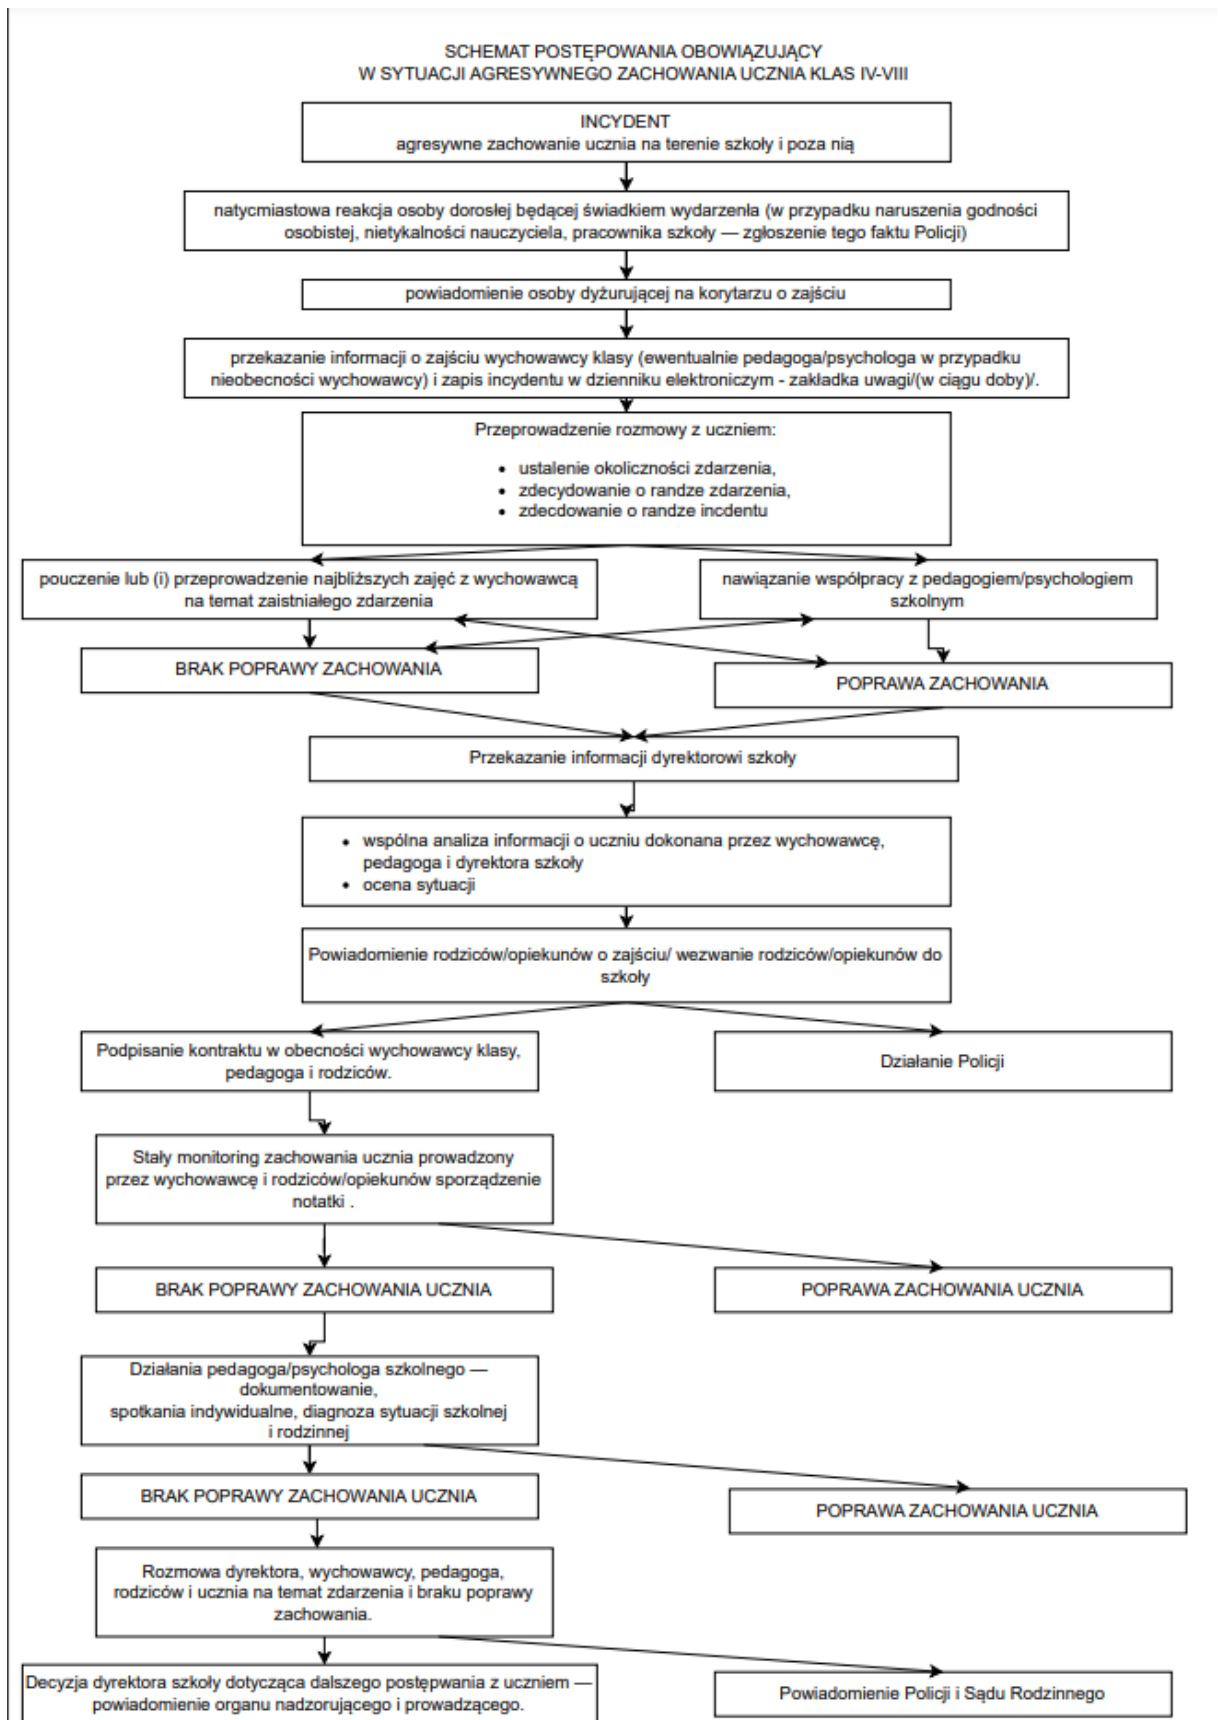 SCHEMAT POSTĘPOWANIA OBOWIĄZUJĄCY
W SYTUACJI AGRESYWNEGO ZACHOWANIA UCZNIA KLAS IV-VIII
INCYDENT
agresywne zachowanie ucznia na terenie szkoły i poza nią
natycmiastowa reakcja osoby dorosłej będącej świadkiem wydarzenła (w przypadku naruszenia godności
osobistej, nietykalności nauczyciela, pracownika szkoły — zgłoszenie tego faktu Policji)
powiadomienie osoby dyżurującej na korytarzu o zajściu
przekazanie informacji o zajściu wychowawcy klasy (ewentualnie pedagoga/psychologa w przypadku
nieobecności wychowawcy) i zapis incydentu w dzienniku elektroniczym - zakładka uwagi/(w ciągu doby)/.
Przeprowadzenie rozmowy z uczniem:
• ustalenie okoliczności zdarzenia,
• zdecydowanie o randze zdarzenia,
• zdecdowanie o randze incdentu
pouczenie lub (i) przeprowadzenie najbliższych zajęć z wychowawcą
na temat zaistniałego zdarzenia
nawiązanie współpracy z pedagogiem/psychologiem
szkolnym
BRAK POPRAWY ZACHOWANIA
POPRAWA ZACHOWANIA
Przekazanie informacji dyrektorowi szkoły
• wspólna analiza informacji o uczniu dokonana przez wychowawcę,
pedagoga i dyrektora szkoły
• ocena sytuacji
Powiadomienie rodziców/opiekunów o zajściu/ wezwanie rodziców/opiekunów do
szkoły
Podpisanie kontraktu w obecności wychowawcy klasy,
pedagoga i rodziców.
Działanie Policji
Stały monitoring zachowania ucznia prowadzony
przez wychowawcę i rodziców/opiekunów sporządzenie
notatki .
BRAK POPRAWY ZACHOWANIA UCZNIA
POPRAWA ZACHOWANIA UCZNIA
Działania pedagoga/psychologa szkolnego —
dokumentowanie,
spotkania indywidualne, diagnoza sytuacji szkolnej
i rodzinnej
BRAK POPRAWY ZACHOWANIA UCZNIA
POPRAWA ZACHOWANIA UCZNIA
Rozmowa dyrektora, wychowawcy, pedagoga,
rodziców i ucznia na temat zdarzenia i braku poprawy
zachowania.
Decyzja dyrektora szkoły dotycząca dalszego postępwania z uczniem —
powiadomienie organu nadzorującego i prowadzącego.
Powiadomienie Policji i Sądu Rodzinnego